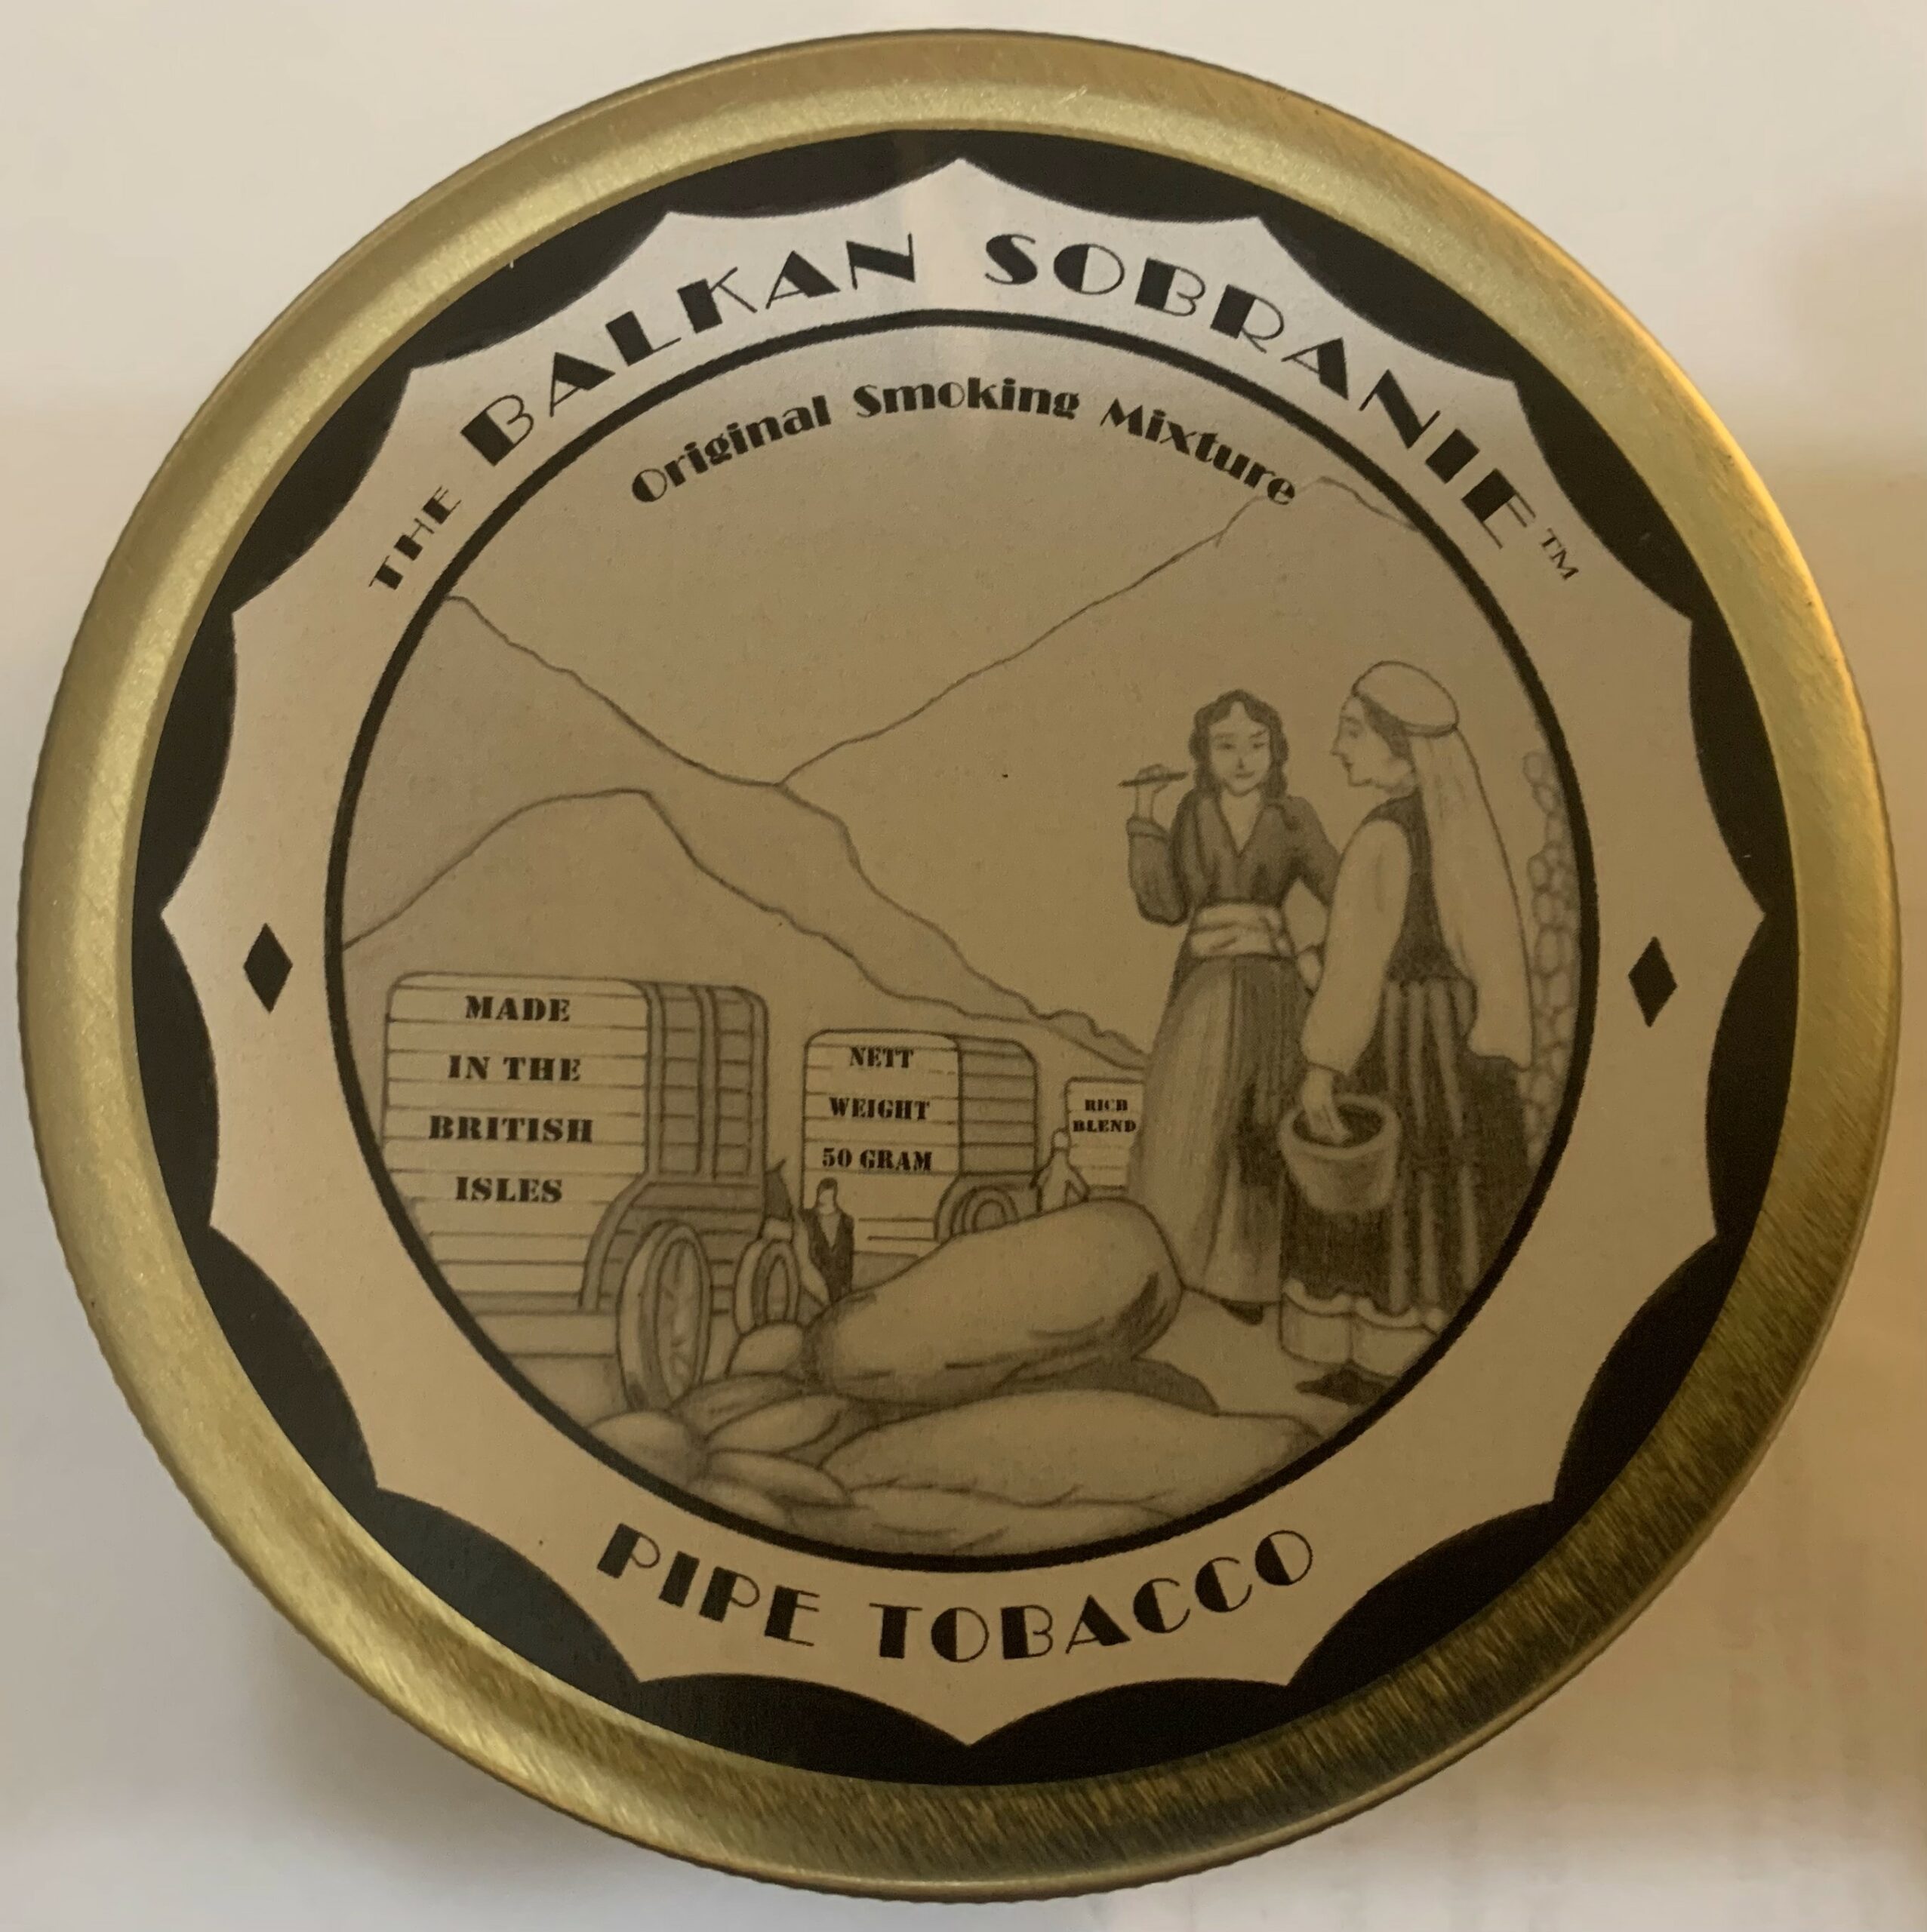 THE BALKAN SOBRANIE™
Original Smoking Mixture
MADE
IN THE
BRITISH
ISLES
NETT
WEIGHT
50 GRAM
RICH
BLEND
PIPE TOBACCO